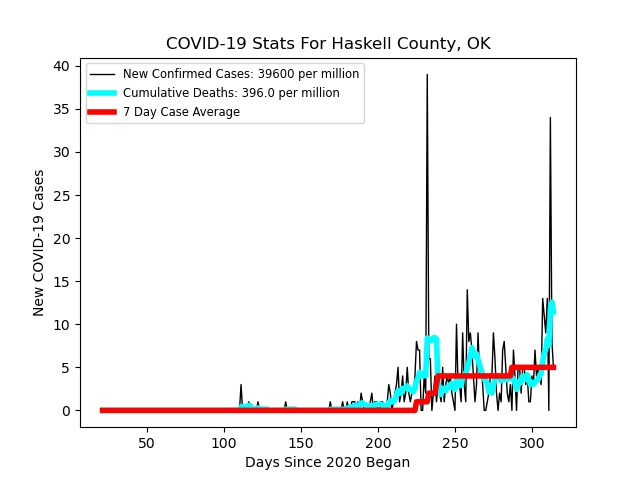 COVID-19 Stats For Haskell County, OK
New Confirmed Cases: 39600 per million
Cumulative Deaths: 396.0 per million
7 Day Case Average
New COVID-19 Cases
40
35
30
25
20
15
10
5
0
50 100 150 200 250 300
Days Since 2020 Began